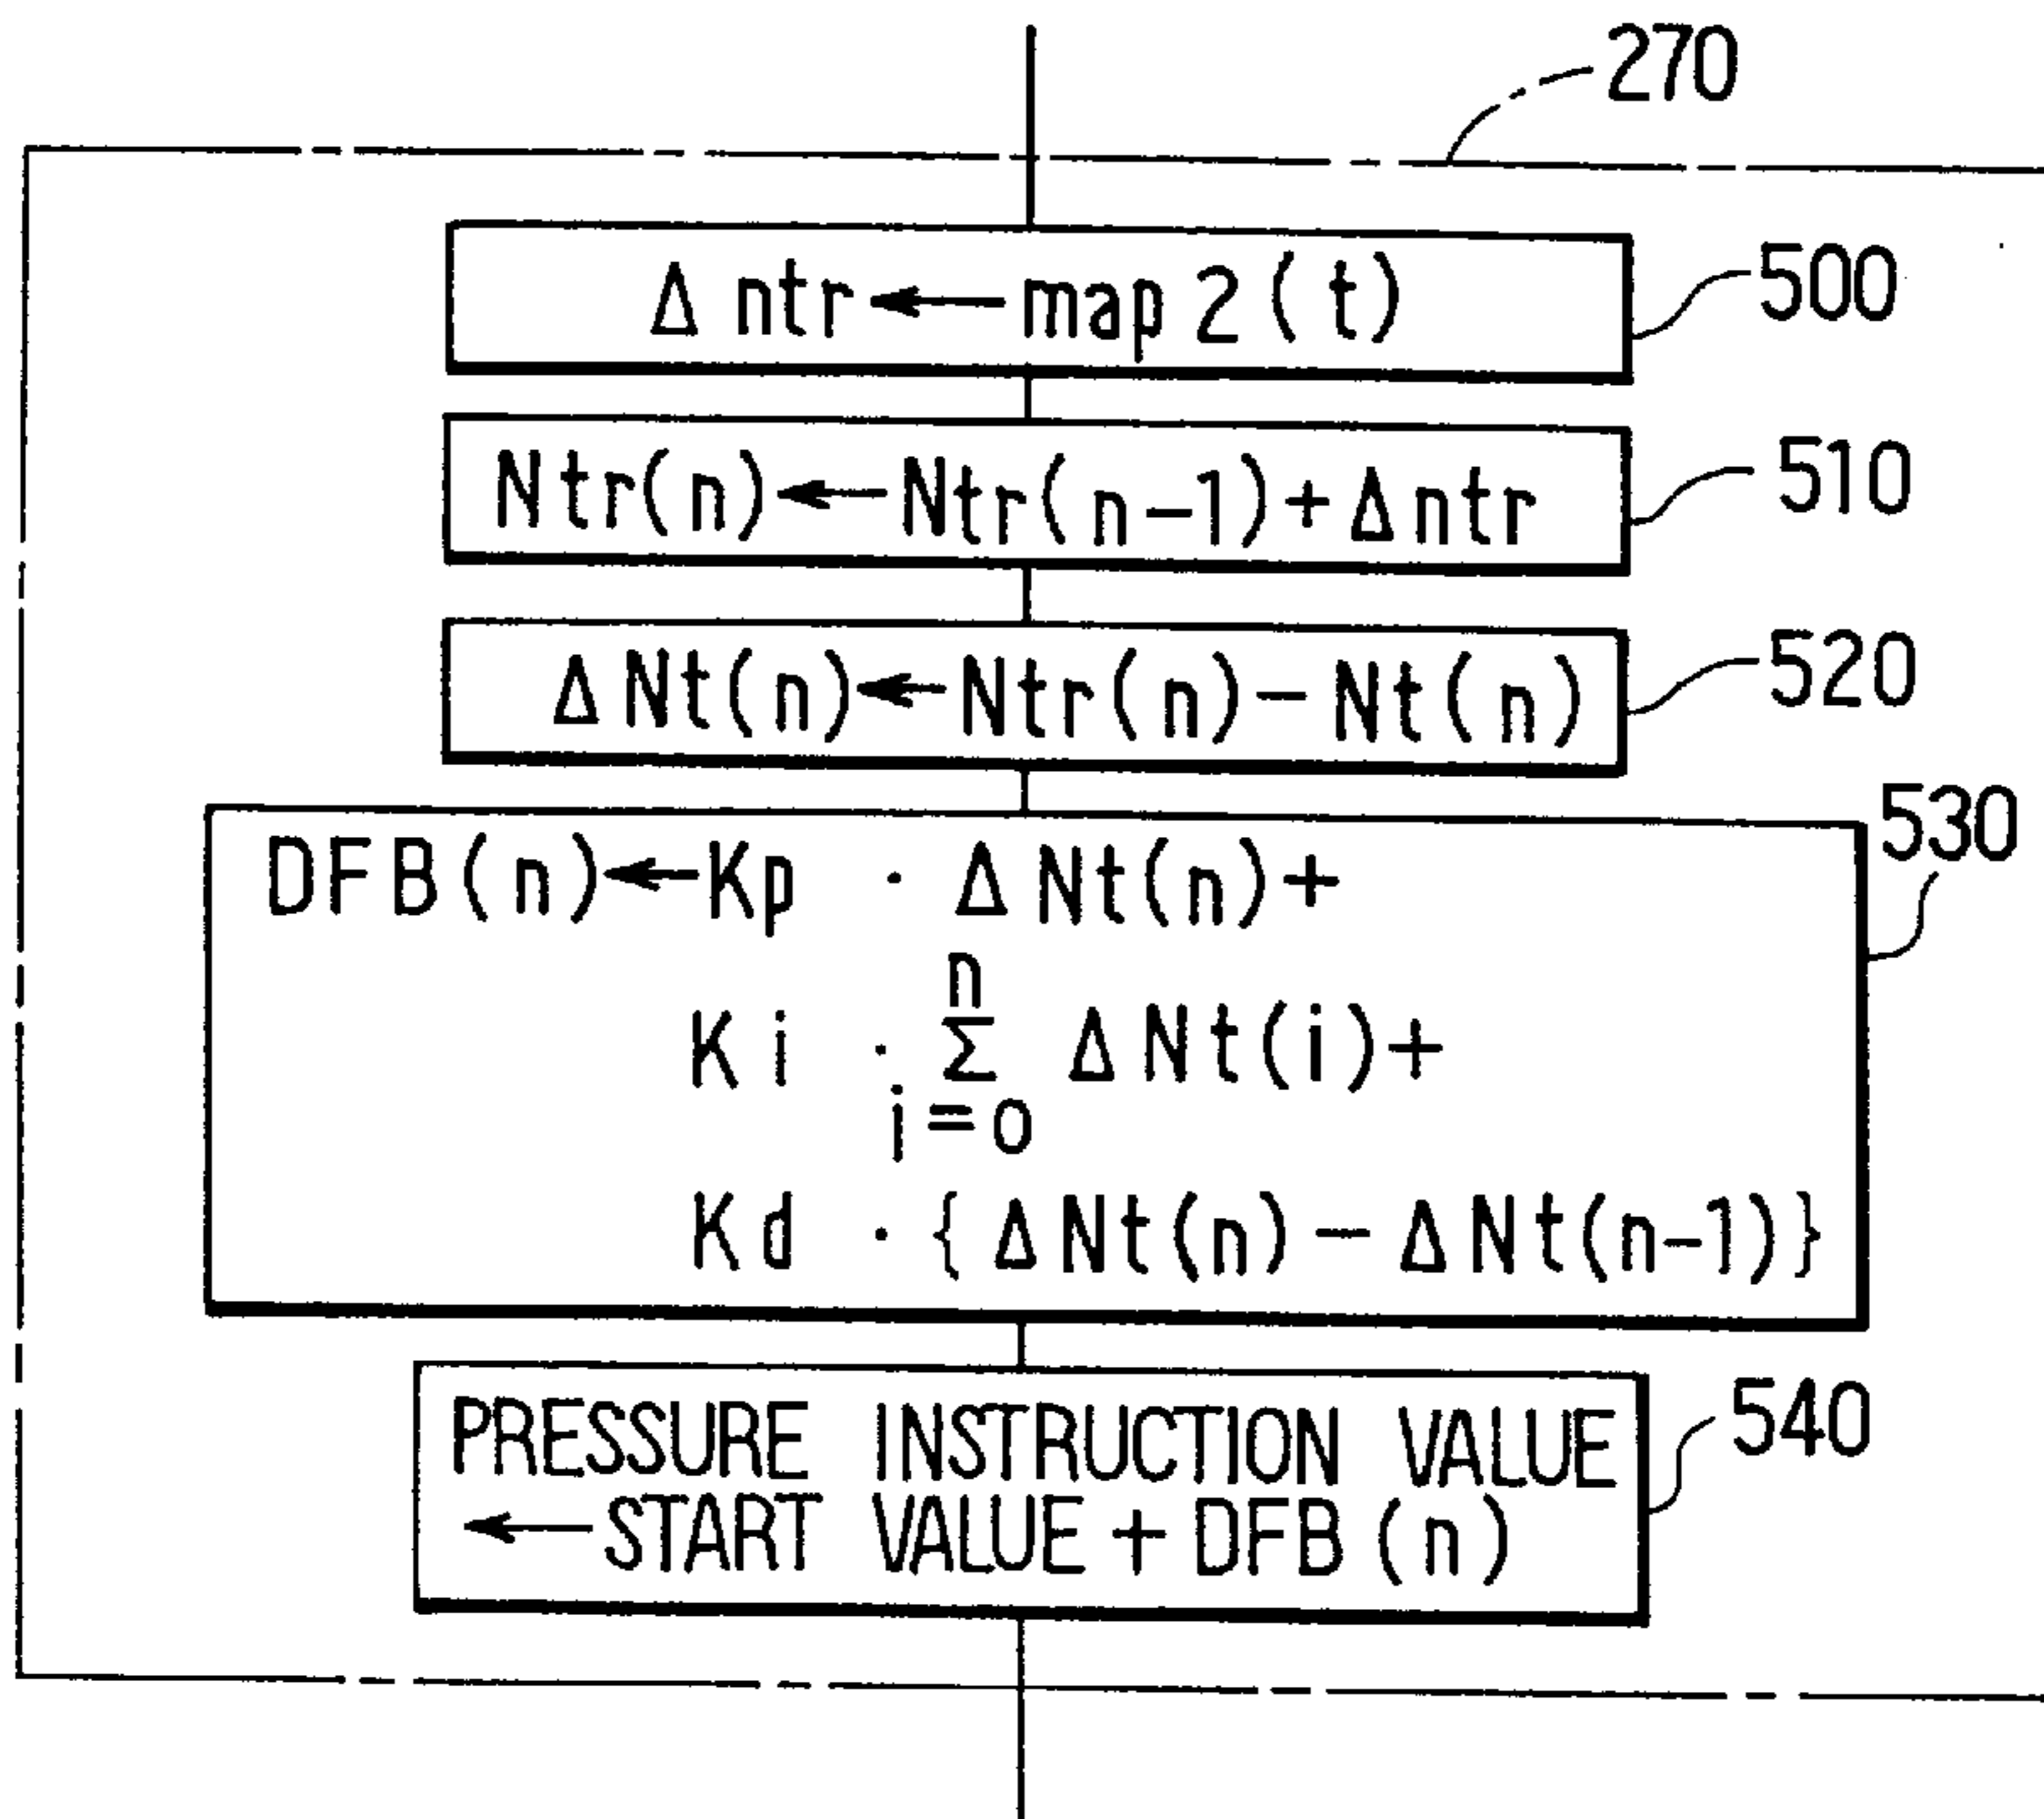 270
Δ ntr ← map 2 (t)
500
Ntr(n) ← Ntr(n-1) + Δntr
510
ΔNt(n) ← Ntr(n) - Nt(n)
520
DFB(n) ← Kp · ΔNt(n) +
530
n
Ki · Σ ΔNt(i) +
i=o
Kd · {ΔNt(n) - ΔNt(n-1)}
PRESSURE INSTRUCTION VALUE
← START VALUE + DFB (n)
540